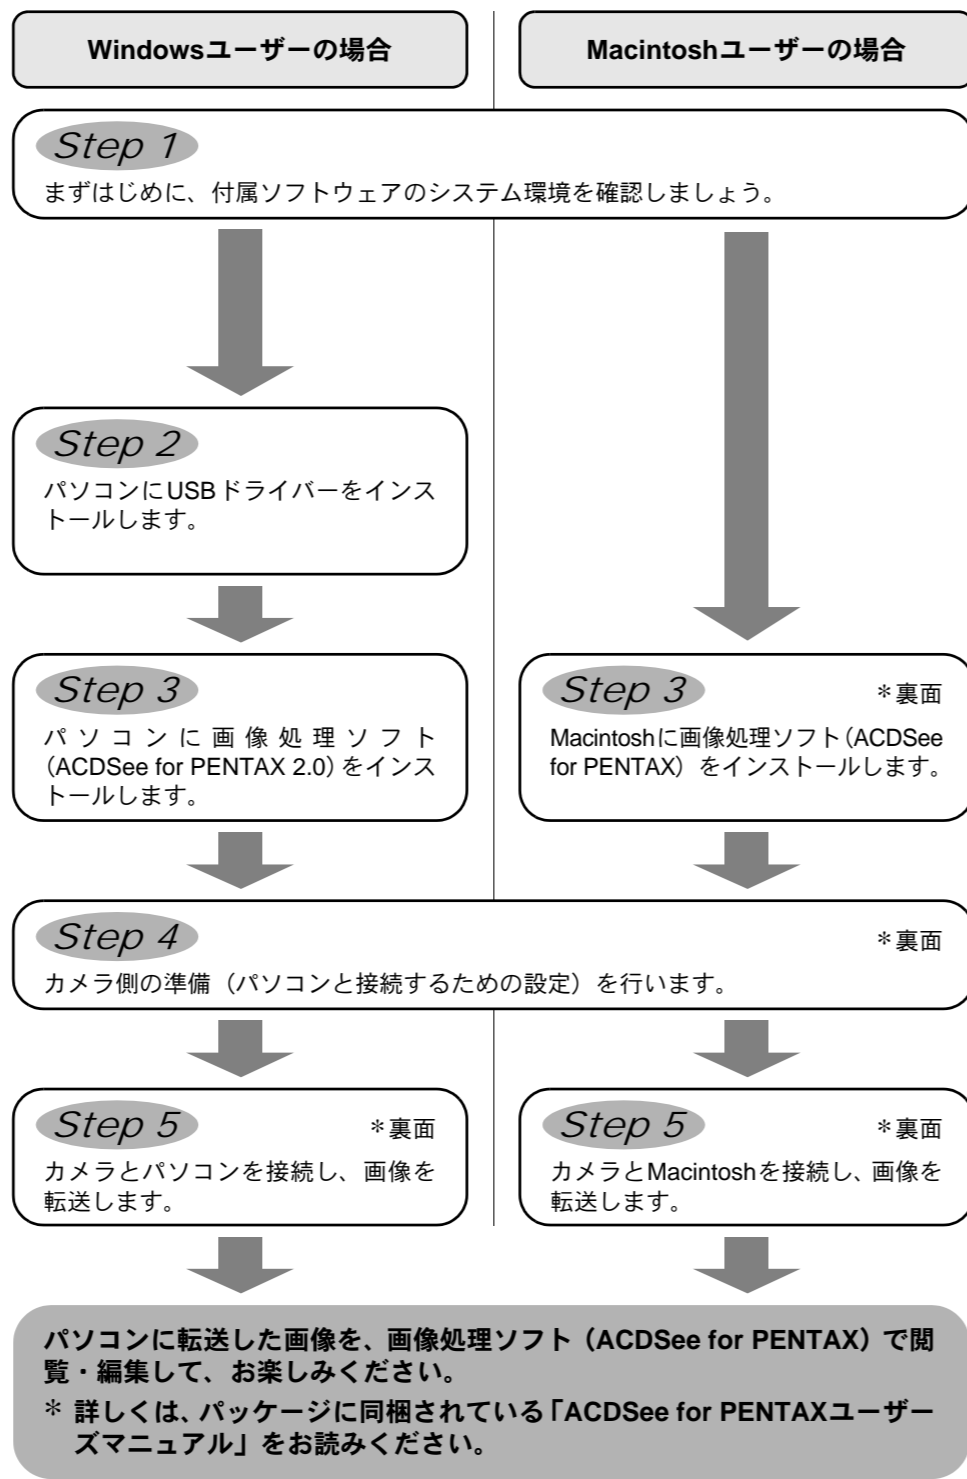 Windowsユーザーの場合
Macintoshユーザーの場合
Step 1
まずはじめに、付属ソフトウェアのシステム環境を確認しましょう。
Step 2
パソコンにUSBドライバーをインス
トールします。
Step 3
パソコンに画像処理ソフト
(ACDSee for PENTAX 2.0)をインス
トールします。
Step 3
＊裏面
Macintoshに画像処理ソフト（ACDSee
for PENTAX）をインストールします。
Step 4
＊裏面
カメラ側の準備（パソコンと接続するための設定）を行います。
Step 5
＊裏面
カメラとパソコンを接続し、画像を
転送します。
Step 5
＊裏面
カメラとMacintoshを接続し、画像を
転送します。
パソコンに転送した画像を、画像処理ソフト（ACDSee for PENTAX）で閲
覧・編集して、お楽しみください。
＊ 詳しくは、パッケージに同梱されている「ACDSee for PENTAXユーザー
ズマニュアル」をお読みください。